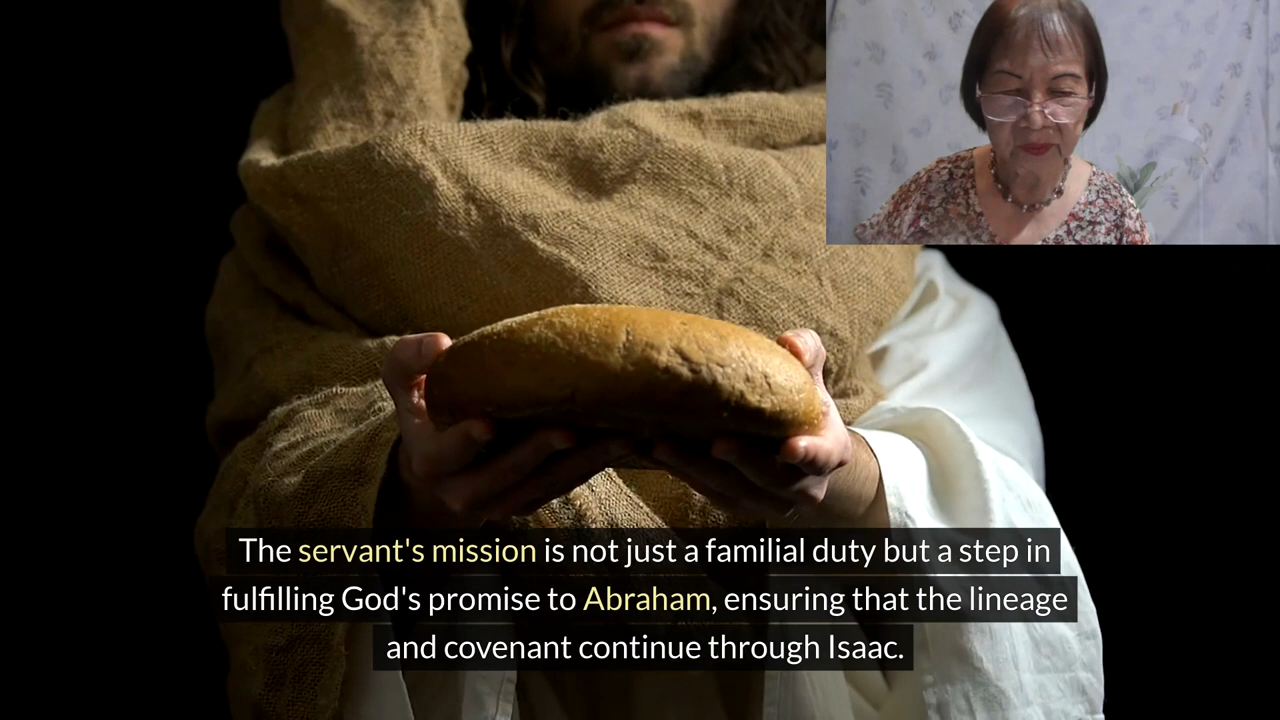 The servant's mission is not just a familial duty but a step in
fulfilling God's promise to Abraham, ensuring that the lineage
and covenant continue through Isaac.